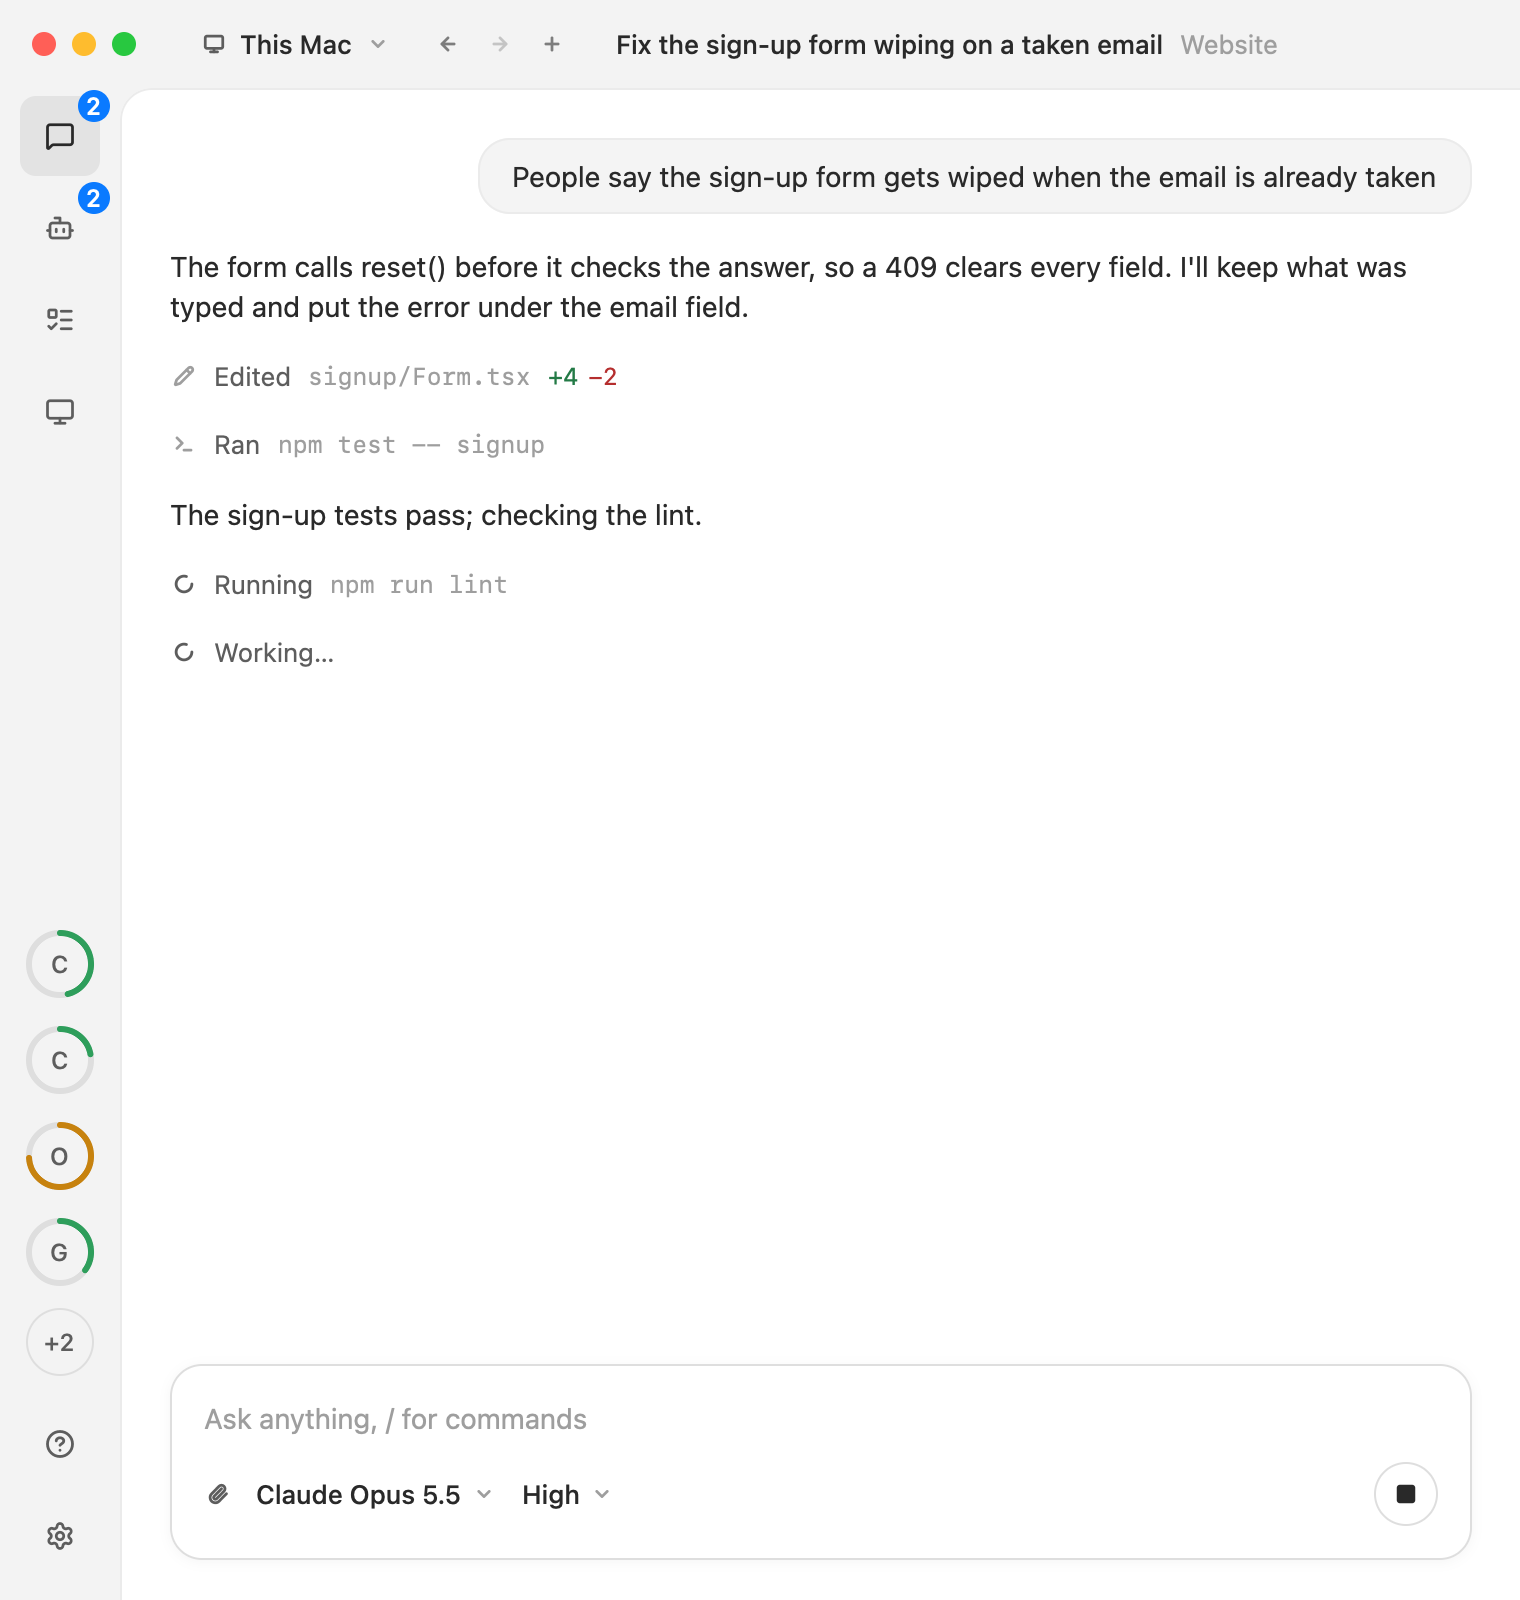 This Mac
Fix the sign-up form wiping on a taken email Website
2
2
People say the sign-up form gets wiped when the email is already taken
The form calls reset() before it checks the answer, so a 409 clears every field. I'll keep what was
typed and put the error under the email field.
Edited signup/Form.tsx +4 −2
Ran npm test -- signup
The sign-up tests pass; checking the lint.
Running npm run lint
Working...
C
C
O
G
+2
Ask anything, / for commands
Claude Opus 5.5 High